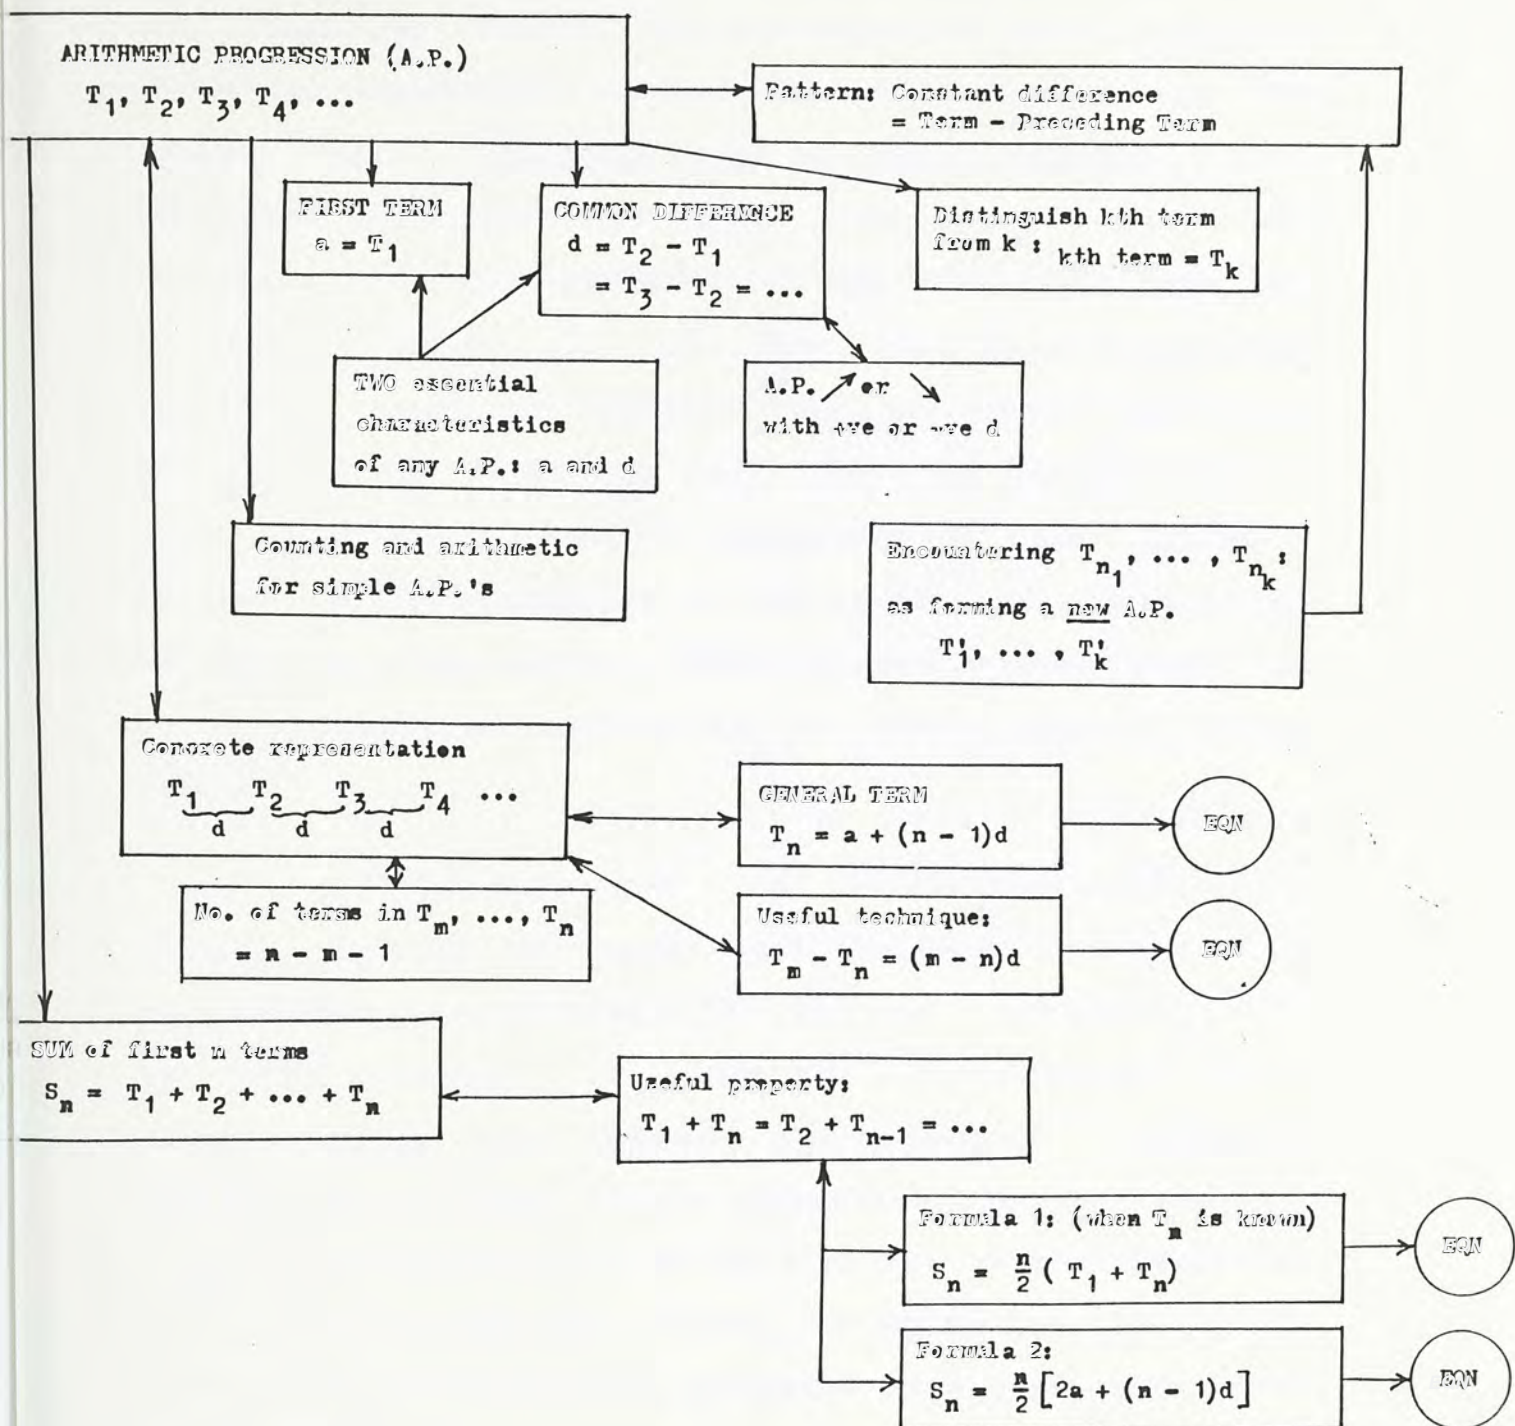 ARITHMETIC PROGRESSION (A.P.)
T₁, T₂, T₃, T₄, ...
Pattern: Constant difference
= Term - Preceding Term
FIRST TERM
a = T₁
COMMON DIFFERENCE
d = T₂ - T₁
= T₃ - T₂ = ...
Distinguish kth term
from k : kth term = Tₖ
TWO essential
characteristics
of any A.P.: a and d
A.P. ↗ or ↘
with +ve or -ve d
Counting and arithmetic
for simple A.P.'s
Encountering T_{n₁}, ... , T_{nₖ}:
as forming a new A.P.
T'₁, ... , T'ₖ
Concrete representation
T₁ T₂ T₃ T₄ ...
d d d
GENERAL TERM
Tₙ = a + (n - 1)d
EQN
No. of terms in Tₘ, ..., Tₙ
= n - m - 1
Useful technique:
Tₘ - Tₙ = (m - n)d
EQN
SUM of first n terms
Sₙ = T₁ + T₂ + ... + Tₙ
Useful property:
T₁ + Tₙ = T₂ + Tₙ₋₁ = ...
Formula 1: (when Tₙ is known)
Sₙ = n/2 ( T₁ + Tₙ)
EQN
Formula 2:
Sₙ = n/2 [2a + (n - 1)d]
EQN